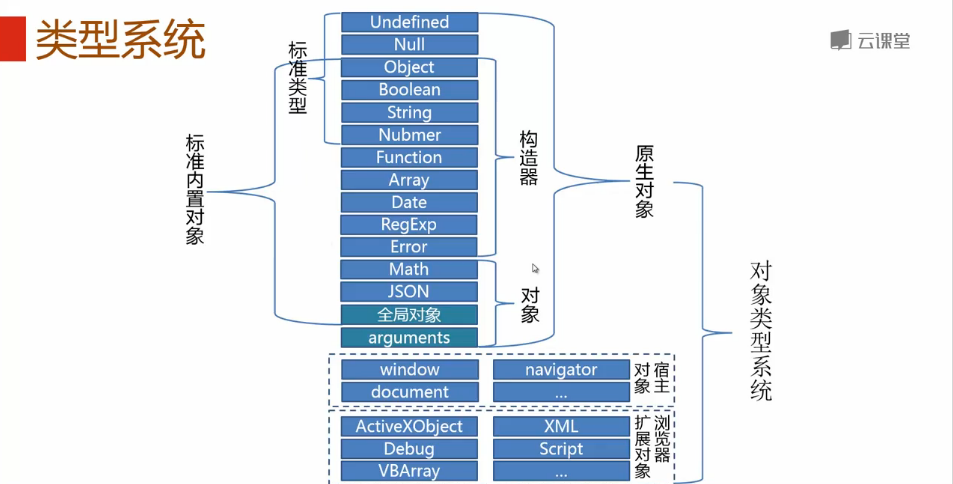 类型系统
云课堂
标准类型
标准内置对象
Undefined
Null
Object
Boolean
String
Nubmer
Function
Array
Date
RegExp
Error
Math
JSON
全局对象
arguments
构造器
对象
原生对象
对象类型系统
window
navigator
document
...
宿主
对象
ActiveXObject
XML
Debug
Script
VBArray
...
浏览器
扩展对象